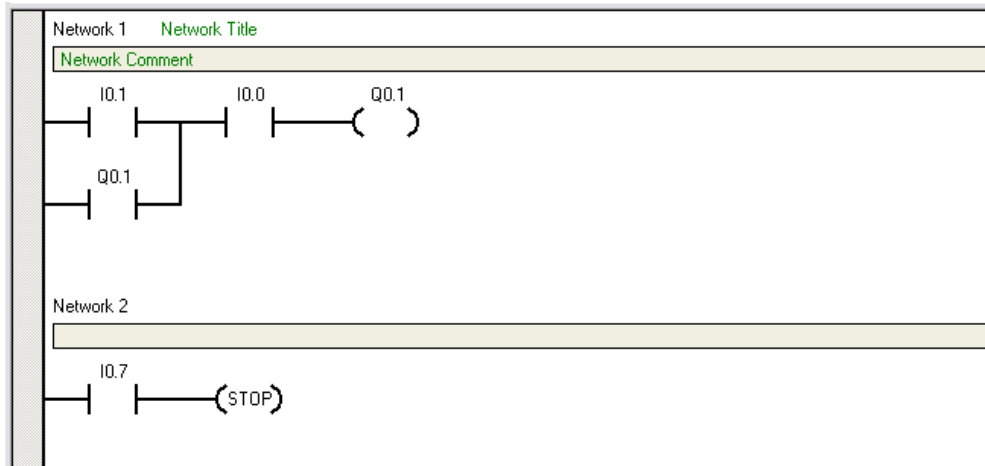 Network 1 Network Title
Network Comment
I0.1 I0.0 Q0.1
Q0.1
Network 2
I0.7
STOP